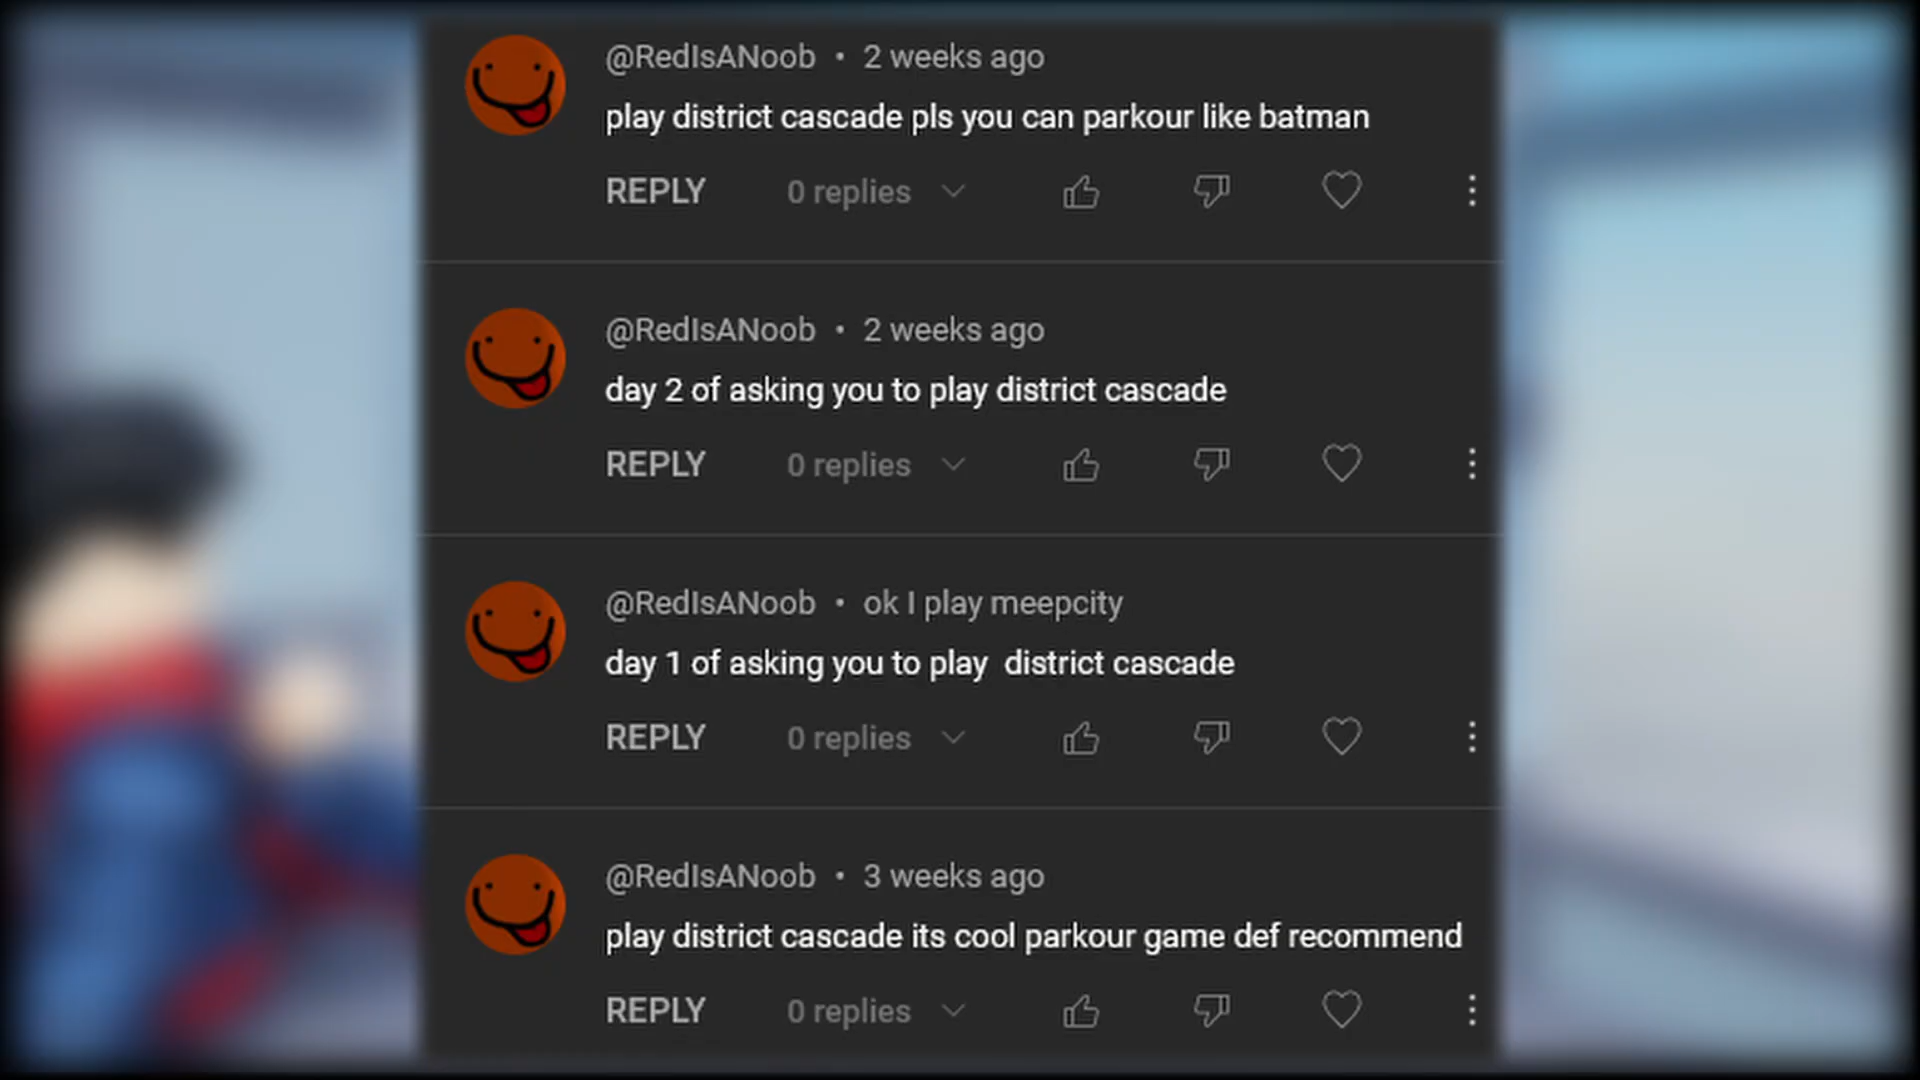 @RedIsANoob • 2 weeks ago
play district cascade pls you can parkour like batman
REPLY 0 replies
@RedIsANoob • 2 weeks ago
day 2 of asking you to play district cascade
REPLY 0 replies
@RedIsANoob • ok I play meepcity
day 1 of asking you to play  district cascade
REPLY 0 replies
@RedIsANoob • 3 weeks ago
play district cascade its cool parkour game def recommend
REPLY 0 replies